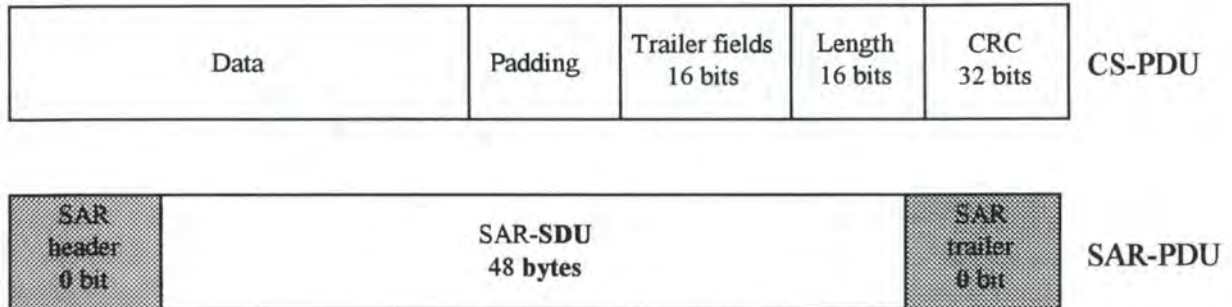 Data
Padding
Trailer fields
16 bits
Length
16 bits
CRC
32 bits
CS-PDU
SAR
header
0 bit
SAR-SDU
48 bytes
SAR
trailer
0 bit
SAR-PDU